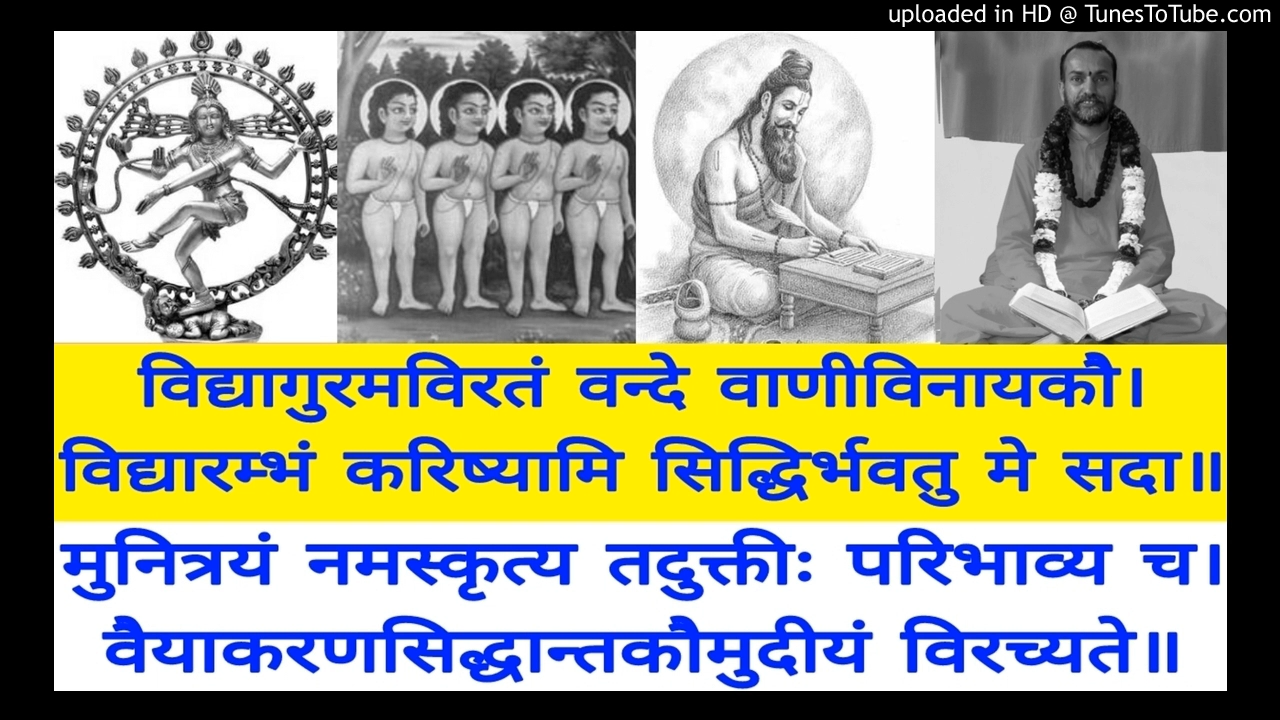 uploaded in HD @ TunesToTube.com
विद्यागुरमविरतं वन्दे वाणीविनायकौ।
विद्यारम्भं करिष्यामि सिद्धिर्भवतु मे सदा॥
मुनित्रयं नमस्कृत्य तदुक्तीः परिभाव्य च।
वैयाकरणसिद्धान्तकौमुदीयं विरच्यते॥